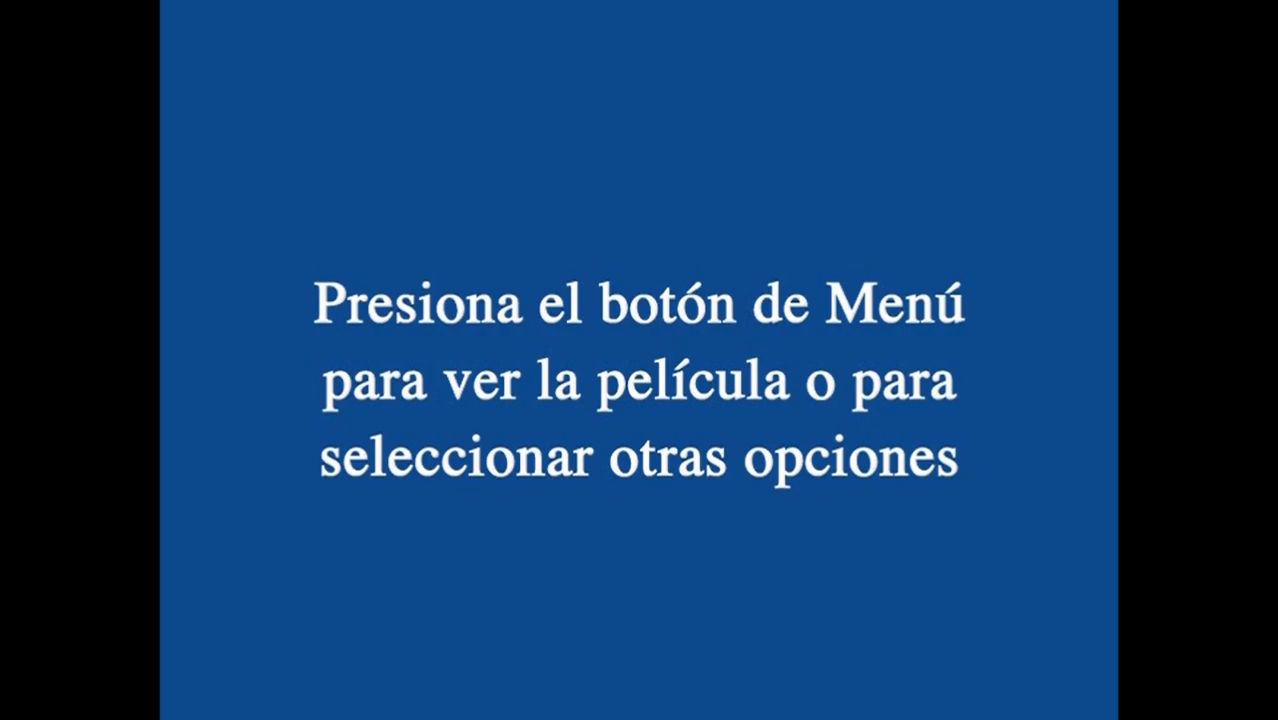 Presiona el botón de Menú
para ver la película o para
seleccionar otras opciones